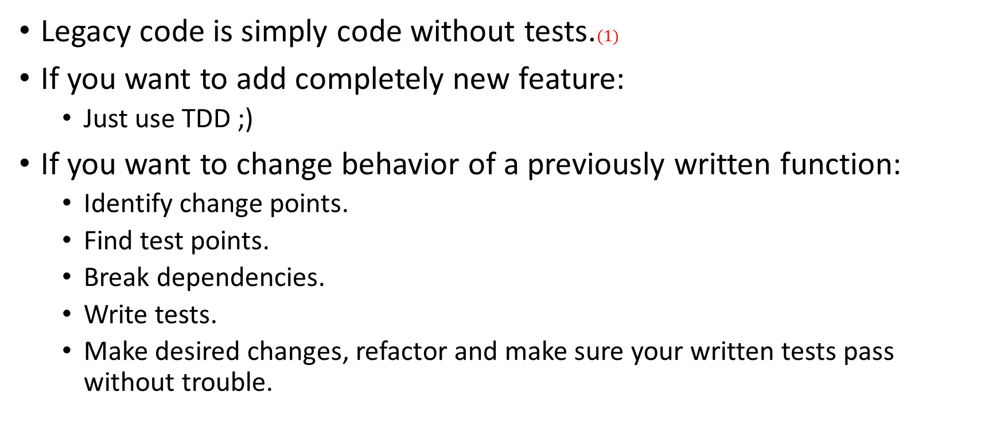 • Legacy code is simply code without tests.(1)
• If you want to add completely new feature:
• Just use TDD ;)
• If you want to change behavior of a previously written function:
• Identify change points.
• Find test points.
• Break dependencies.
• Write tests.
• Make desired changes, refactor and make sure your written tests pass
without trouble.